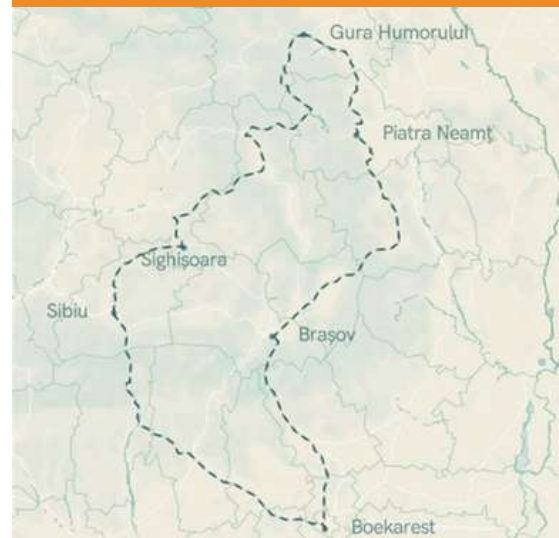 Gura Humorului
Piatra Neamț
Sighișoara
Sibiu
Brașov
Boekarest